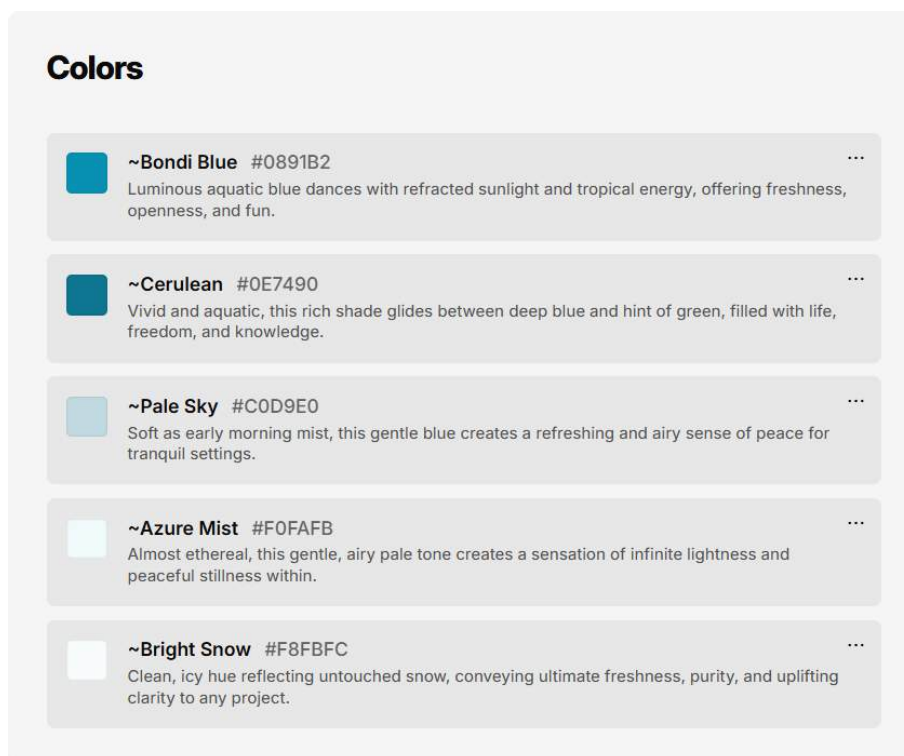 Colors
~Bondi Blue #0891B2
...
Luminous aquatic blue dances with refracted sunlight and tropical energy, offering freshness,
openness, and fun.
~Cerulean #0E7490
...
Vivid and aquatic, this rich shade glides between deep blue and hint of green, filled with life,
freedom, and knowledge.
~Pale Sky #C0D9E0
...
Soft as early morning mist, this gentle blue creates a refreshing and airy sense of peace for
tranquil settings.
~Azure Mist #F0FAFB
...
Almost ethereal, this gentle, airy pale tone creates a sensation of infinite lightness and
peaceful stillness within.
~Bright Snow #F8FBFC
...
Clean, icy hue reflecting untouched snow, conveying ultimate freshness, purity, and uplifting
clarity to any project.